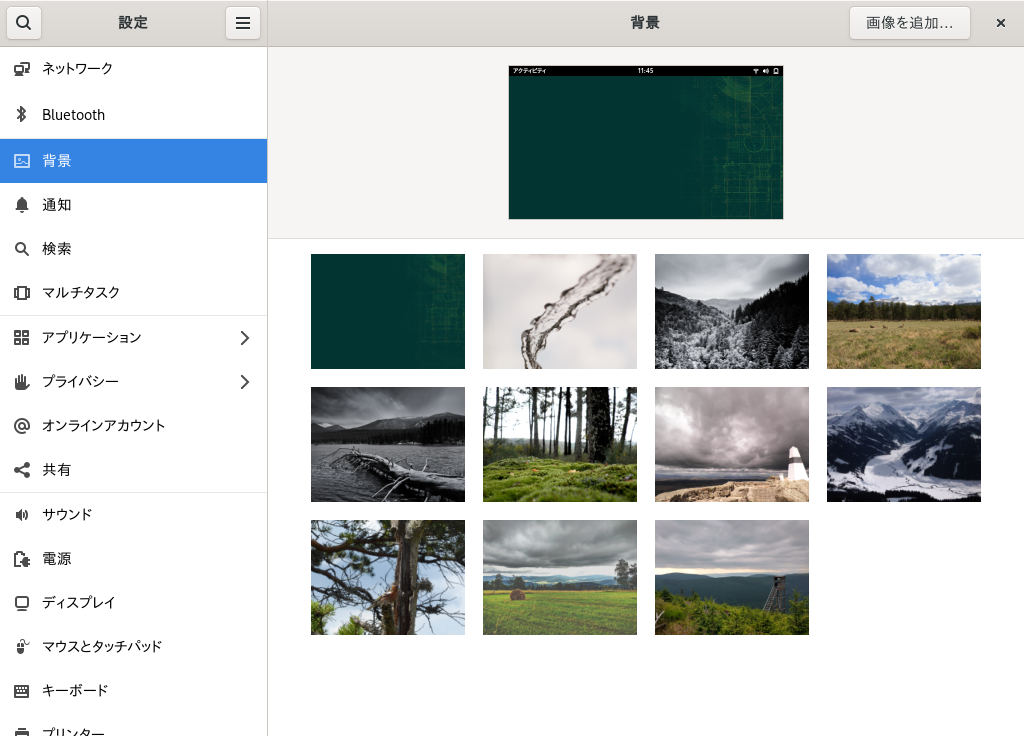 設定
背景
画像を追加…
ネットワーク
Bluetooth
背景
通知
検索
マルチタスク
アプリケーション
プライバシー
オンラインアカウント
共有
サウンド
電源
ディスプレイ
マウスとタッチパッド
キーボード
プリンター
アクティビティ
11:45